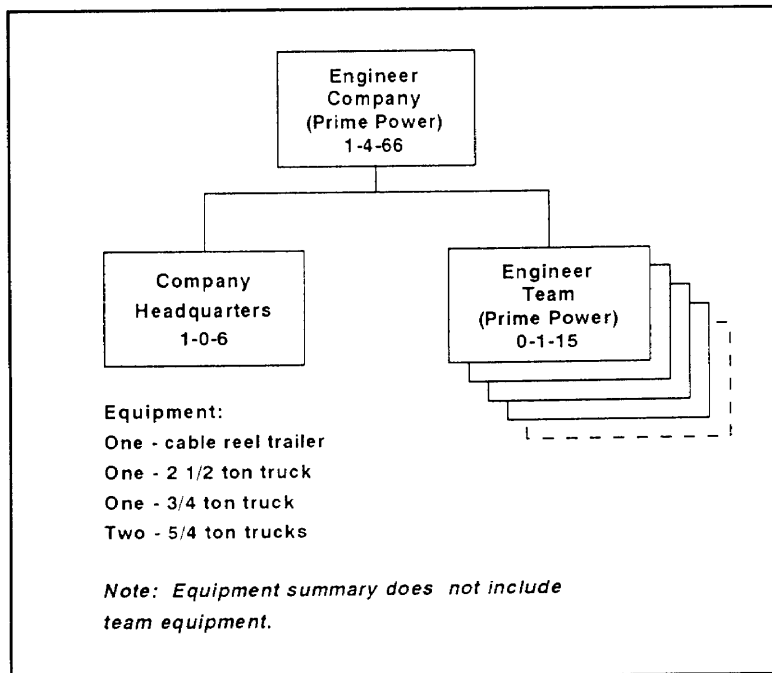 Engineer
Company
(Prime Power)
1-4-66
Company
Headquarters
1-0-6
Engineer
Team
(Prime Power)
0-1-15
Equipment:
One - cable reel trailer
One - 2 1/2 ton truck
One - 3/4 ton truck
Two - 5/4 ton trucks
Note: Equipment summary does not include
team equipment.